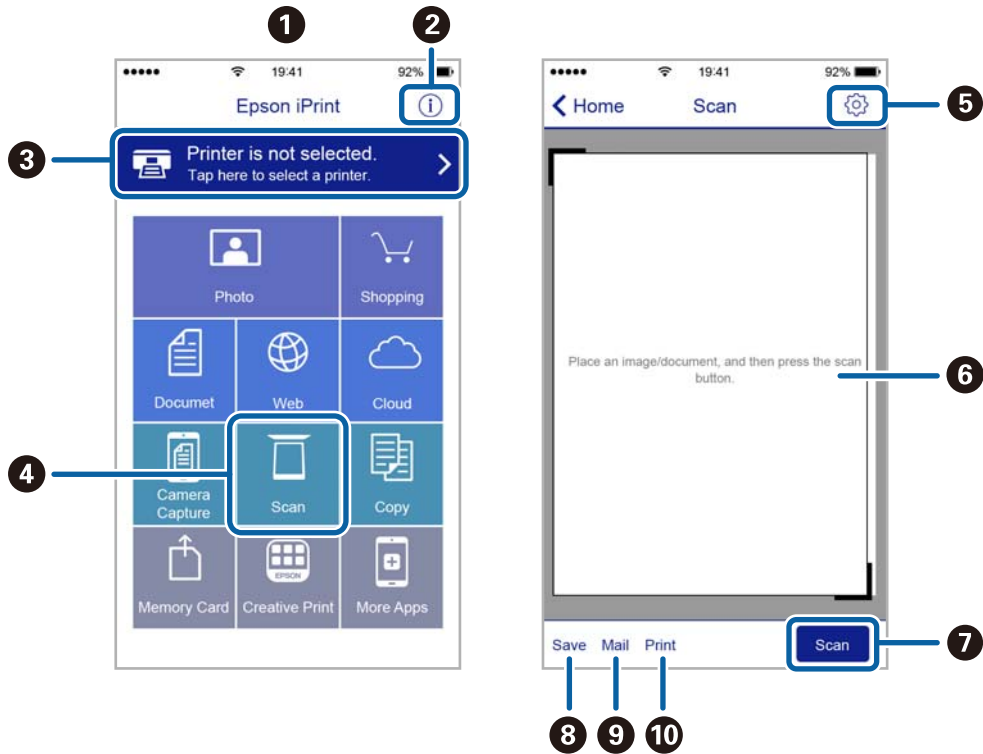 1
2
19:41
92%
Epson iPrint
i
3
Printer is not selected.
Tap here to select a printer.
Photo
Shopping
Documet
Web
Cloud
4
Camera
Capture
Scan
Copy
EPSON
Memory Card
Creative Print
More Apps
19:41
92%
Home
Scan
5
Place an image/document, and then press the scan
button.
6
Save
Mail
Print
Scan
7
8
9
10